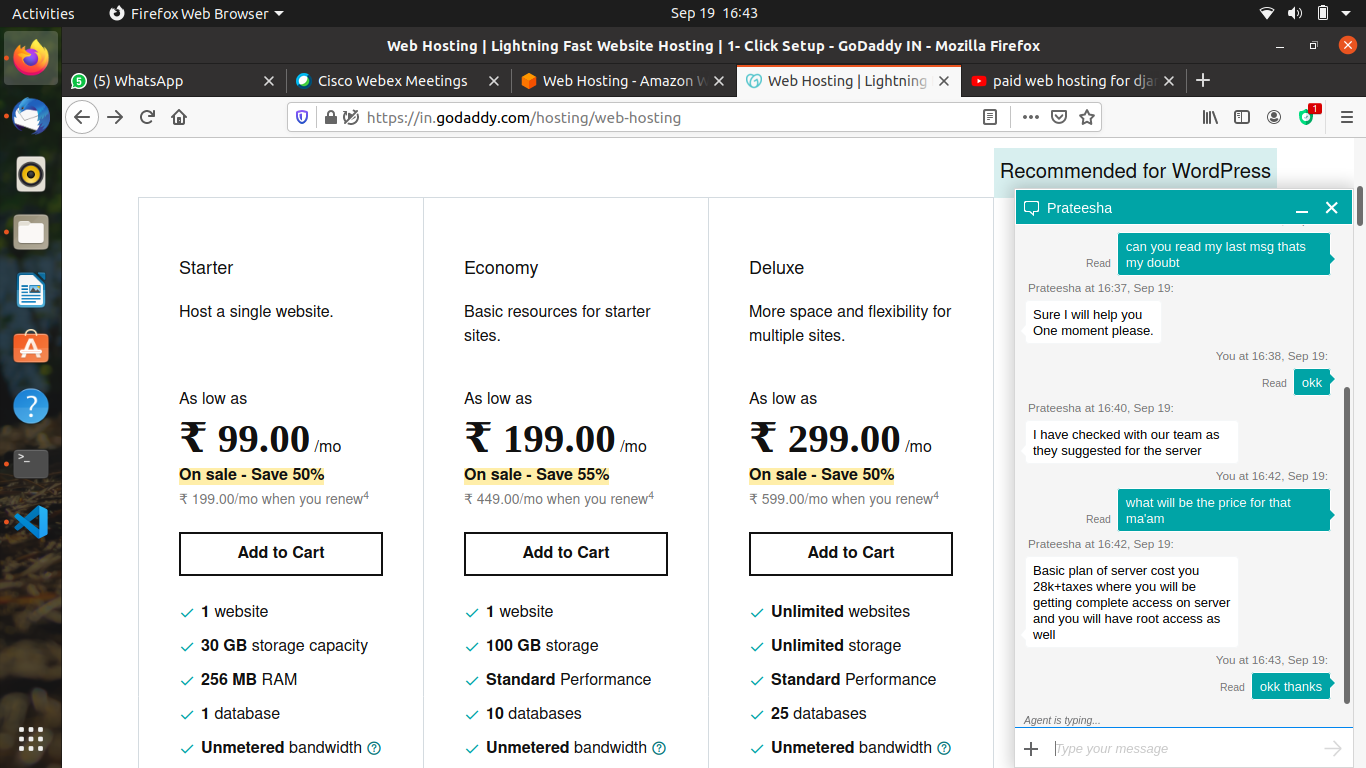 Activities
Firefox Web Browser
Sep 19 16:43
Web Hosting | Lightning Fast Website Hosting | 1- Click Setup - GoDaddy IN - Mozilla Firefox
(5) WhatsApp
Cisco Webex Meetings
Web Hosting - Amazon W
Web Hosting | Lightning
paid web hosting for djan
https://in.godaddy.com/hosting/web-hosting
1
Recommended for WordPress
Starter
Host a single website.
As low as
₹ 99.00 /mo
On sale - Save 50%
₹ 199.00/mo when you renew4
Add to Cart
1 website
30 GB storage capacity
256 MB RAM
1 database
Unmetered bandwidth
Economy
Basic resources for starter
sites.
As low as
₹ 199.00 /mo
On sale - Save 55%
₹ 449.00/mo when you renew4
Add to Cart
1 website
100 GB storage
Standard Performance
10 databases
Unmetered bandwidth
Deluxe
More space and flexibility for
multiple sites.
As low as
₹ 299.00 /mo
On sale - Save 50%
₹ 599.00/mo when you renew4
Add to Cart
Unlimited websites
Unlimited storage
Standard Performance
25 databases
Unmetered bandwidth
Prateesha
can you read my last msg thats
my doubt
Read
Prateesha at 16:37, Sep 19:
Sure I will help you
One moment please.
You at 16:38, Sep 19:
Read
okk
Prateesha at 16:40, Sep 19:
I have checked with our team as
they suggested for the server
You at 16:42, Sep 19:
what will be the price for that
ma'am
Read
Prateesha at 16:42, Sep 19:
Basic plan of server cost you
28k+taxes where you will be
getting complete access on server
and you will have root access as
well
You at 16:43, Sep 19:
Read
okk thanks
Agent is typing...
Type your message